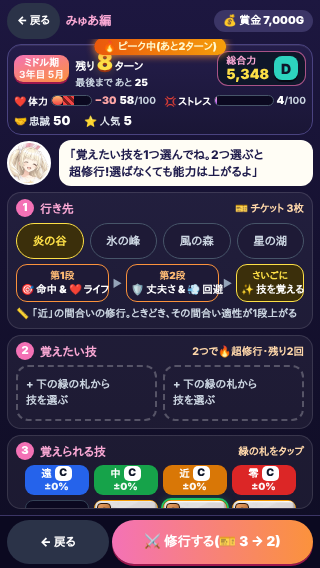 ← 戻る
みゅあ編
💰 賞金 7,000G
🔥 ピーク中(あと2ターン)
ミドル期
3年目 5月
残り 8 ターン
最後まで あと 25
総合力
5,348
D
❤️ 体力 −30 58/100
💢 ストレス 4/100
🤝 忠誠 50 ⭐ 人気 5
「覚えたい技を1つ選んでね。2つ選ぶと
超修行!選ばなくても能力は上がるよ」
1 行き先
🎫 チケット 3枚
炎の谷
氷の峰
風の森
星の湖
第1段
🎯 命中 & ❤️ ライフ
▶
第2段
🛡️ 丈夫さ & 💨 回避
▶
さいごに
✨ 技を覚える
📏 「近」の間合いの修行。ときどき、その間合い適性が1段上がる
2 覚えたい技
2つで🔥超修行・残り2回
+ 下の緑の札から
技を選ぶ
+ 下の緑の札から
技を選ぶ
3 覚えられる技
緑の札をタップ
遠 C
±0%
中 C
±0%
近 C
±0%
零 C
±0%
← 戻る
⚔️ 修行する(🎫 3 → 2)